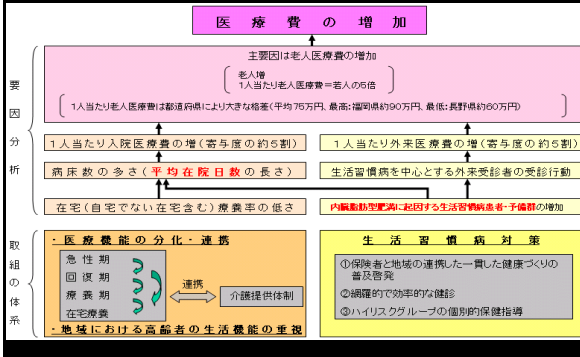 医療費の増加
主要因は老人医療費の増加
老人増
1人当たり老人医療費=若人の5倍
1人当たり老人医療費は都道府県により大きな格差(平均75万円、最高:福岡県約90万円、最低:長野県約60万円)
要因分析
1人当たり入院医療費の増(寄与度の約5割)
1人当たり外来医療費の増(寄与度の約5割)
病床数の多さ(平均在院日数の長さ)
生活習慣病を中心とする外来受診者の受診行動
在宅(自宅でない在宅含む)療養率の低さ
内臓脂肪型肥満に起因する生活習慣病患者・予備群の増加
取組の体系
・医療機能の分化・連携
急性期
回復期
療養期
在宅療養
連携
介護提供体制
・地域における高齢者の生活機能の重視
生活習慣病対策
①保険者と地域の連携した一貫した健康づくりの
普及啓発
②網羅的で効率的な健診
③ハイリスクグループの個別的保健指導